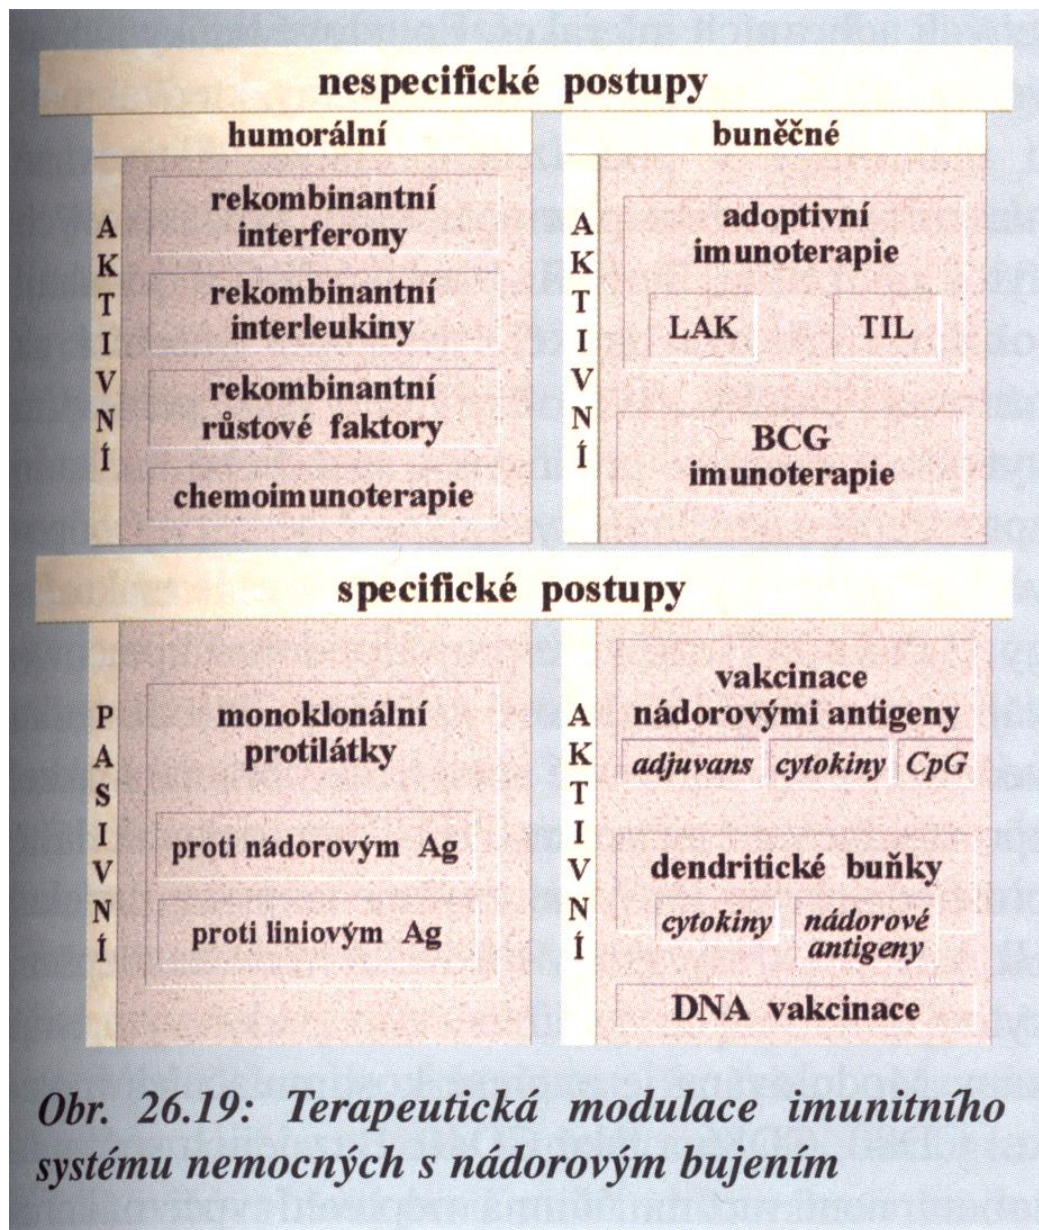 nespecifické postupy
humorální
AKTIVNÍ
rekombinantní
interferony
rekombinantní
interleukiny
rekombinantní
růstové faktory
chemoimunoterapie
buněčné
AKTIVNÍ
adoptivní
imunoterapie
LAK TIL
BCG
imunoterapie
specifické postupy
PASIVNÍ
monoklonální
protilátky
proti nádorovým Ag
proti liniovým Ag
AKTIVNÍ
vakcinace
nádorovými antigeny
adjuvans cytokiny CpG
dendritické buňky
cytokiny nádorové
antigeny
DNA vakcinace
Obr. 26.19: Terapeutická modulace imunitního
systému nemocných s nádorovým bujením